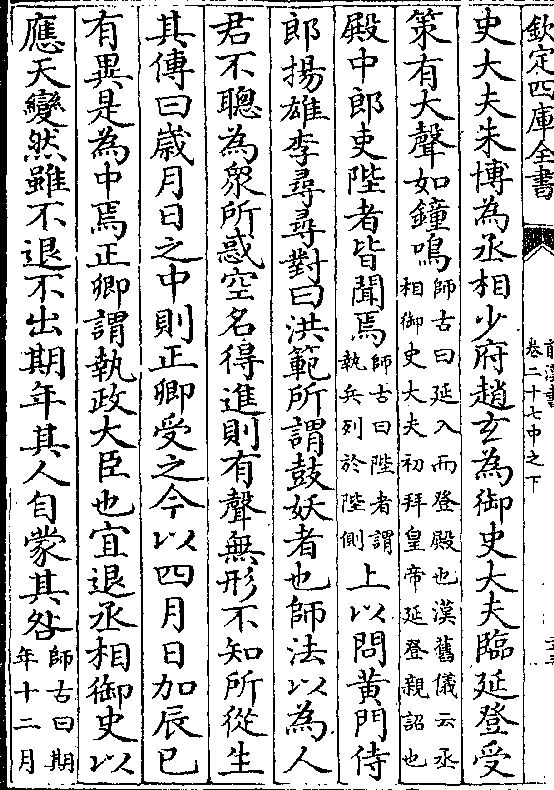 欽定四庫全書
前漢書
卷二十七中之下
史大夫朱博為丞相少府趙玄為御史大夫臨延登受
策有大聲如鐘鳴師古曰延入而登殿也漢舊儀云丞相御史大夫初拜皇帝延登親詔也
殿中郎吏陛者皆聞焉師古曰陛者謂執兵列於陛側上以問黃門侍
郎揚雄李尋尋對曰洪範所謂鼓妖者也師法以為人
君不聰為衆所惑空名得進則有聲無形不知所從生
其傳曰歲月日之中則正卿受之今以四月日加辰巳
有異是為中焉正卿謂執政大臣也宜退丞相御史以
應天變然雖不退不出期年其人自蒙其咎師古曰期年十二月